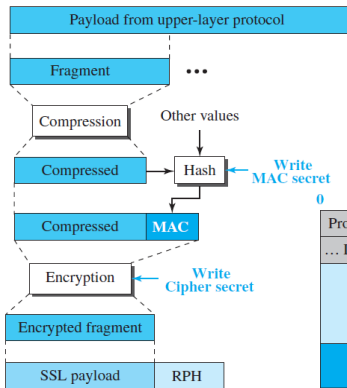 Payload from upper-layer protocol
Fragment
...
Compression
Other values
Compressed
Hash
Write
MAC secret
Compressed
MAC
0
Encryption
Write
Cipher secret
Encrypted fragment
SSL payload
RPH